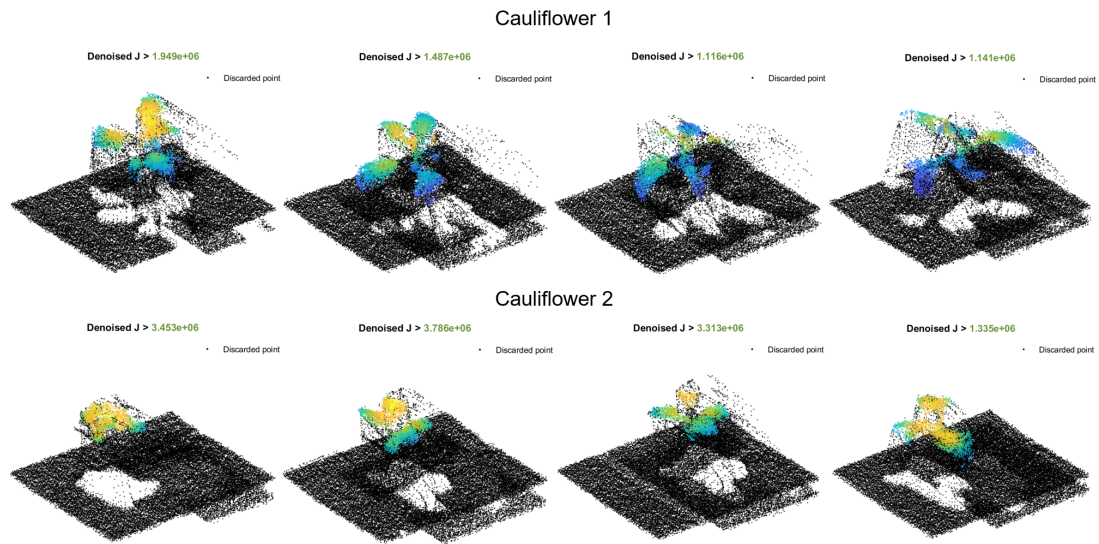 Cauliflower 1
Denoised J > 1.949e+06
Discarded point
Denoised J > 1.487e+06
Discarded point
Denoised J > 1.116e+06
Discarded point
Denoised J > 1.141e+06
Discarded point
Cauliflower 2
Denoised J > 3.453e+06
Discarded point
Denoised J > 3.786e+06
Discarded point
Denoised J > 3.313e+06
Discarded point
Denoised J > 1.335e+06
Discarded point